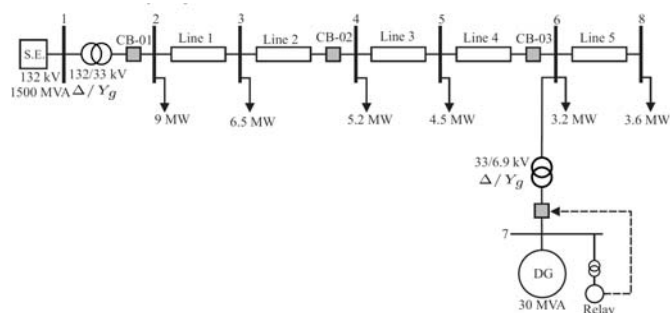 1
2
3
4
5
6
8
CB-01
Line 1
Line 2
CB-02
Line 3
Line 4
CB-03
Line 5
S.E.
132 kV
1500 MVA
132/33 kV
Δ / Yg
9 MW
6.5 MW
5.2 MW
4.5 MW
3.2 MW
3.6 MW
33/6.9 kV
Δ / Yg
7
DG
30 MVA
Relay